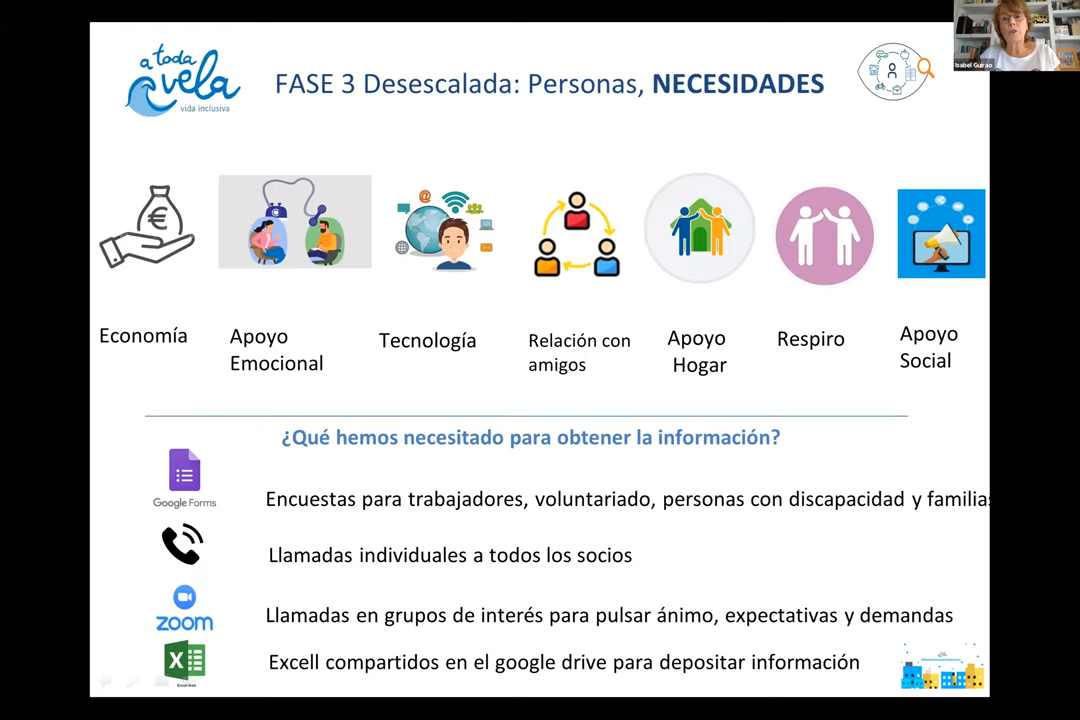 a toda
vela
vida inclusiva
FASE 3 Desescalada: Personas, NECESIDADES
Isabel Guirao
Economía
Apoyo
Emocional
Tecnología
Relación con
amigos
Apoyo
Hogar
Respiro
Apoyo
Social
¿Qué hemos necesitado para obtener la información?
Google Forms
Encuestas para trabajadores, voluntariado, personas con discapacidad y familias
Llamadas individuales a todos los socios
zoom
Llamadas en grupos de interés para pulsar ánimo, expectativas y demandas
Excell compartidos en el google drive para depositar información